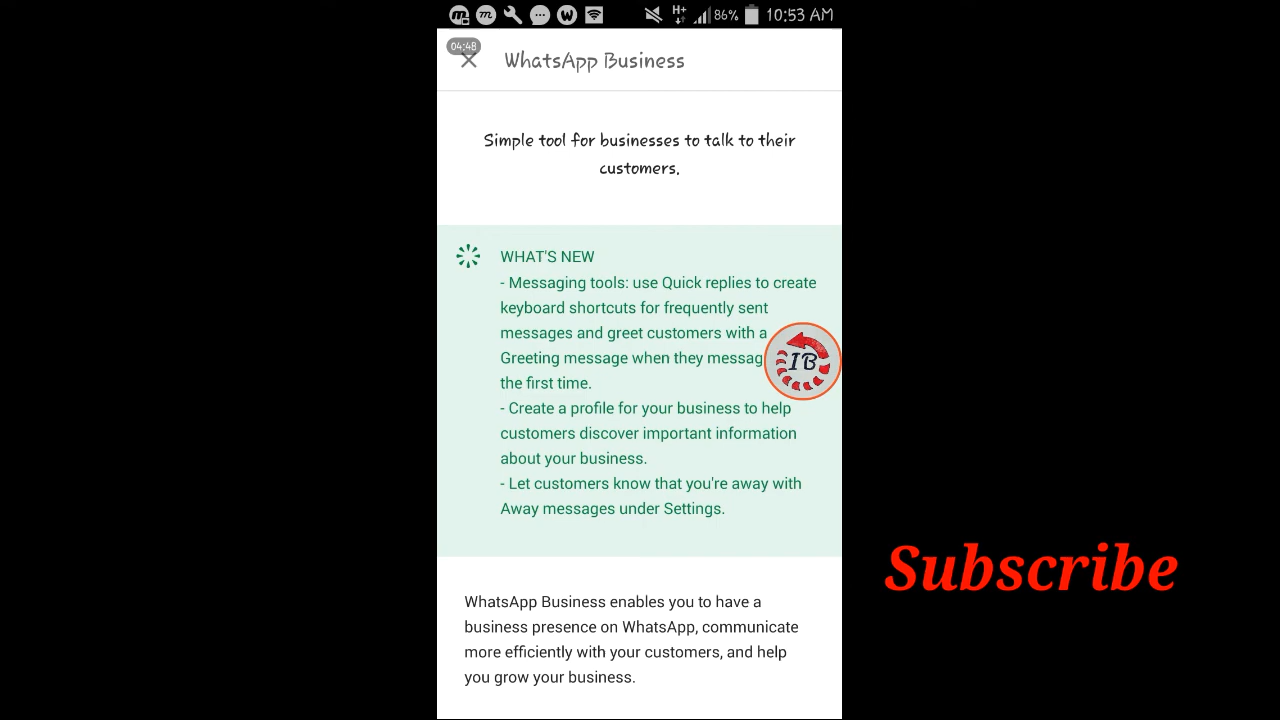 H+ 86% 10:53 AM
04:48
WhatsApp Business
Simple tool for businesses to talk to their
customers.
WHAT'S NEW
- Messaging tools: use Quick replies to create
keyboard shortcuts for frequently sent
messages and greet customers with a
Greeting message when they
the first time.
IB
- Create a profile for your business to help
customers discover important information
about your business.
- Let customers know that you're away with
Away messages under Settings.
Subscribe
WhatsApp Business enables you to have a
business presence on WhatsApp, communicate
more efficiently with your customers, and help
you grow your business.